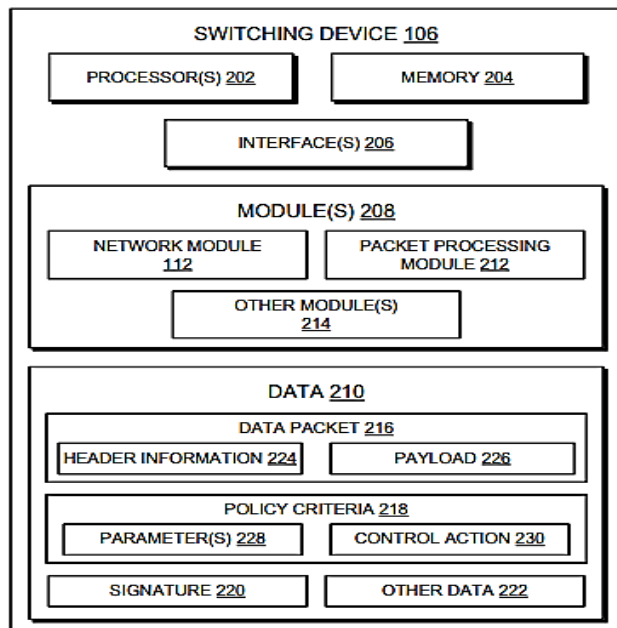 SWITCHING DEVICE 106
PROCESSOR(S) 202
MEMORY 204
INTERFACE(S) 206
MODULE(S) 208
NETWORK MODULE
112
PACKET PROCESSING
MODULE 212
OTHER MODULE(S)
214
DATA 210
DATA PACKET 216
HEADER INFORMATION 224
PAYLOAD 226
POLICY CRITERIA 218
PARAMETER(S) 228
CONTROL ACTION 230
SIGNATURE 220
OTHER DATA 222